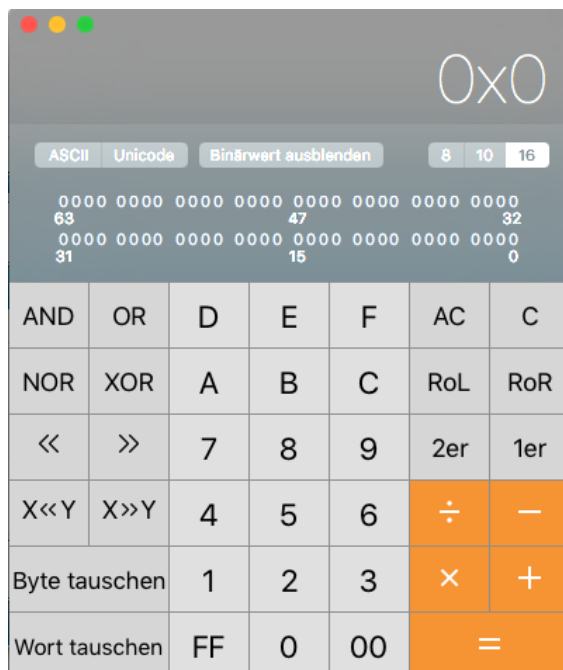 0x0
ASCII Unicode Binärwert ausblenden 8 10 16
0000 0000 0000 0000 0000 0000 0000 0000
63 47 32
0000 0000 0000 0000 0000 0000 0000 0000
31 15 0
AND OR D E F AC C
NOR XOR A B C RoL RoR
« » 7 8 9 2er 1er
X«Y X»Y 4 5 6 ÷ −
Byte tauschen 1 2 3 × +
Wort tauschen FF 0 00 =